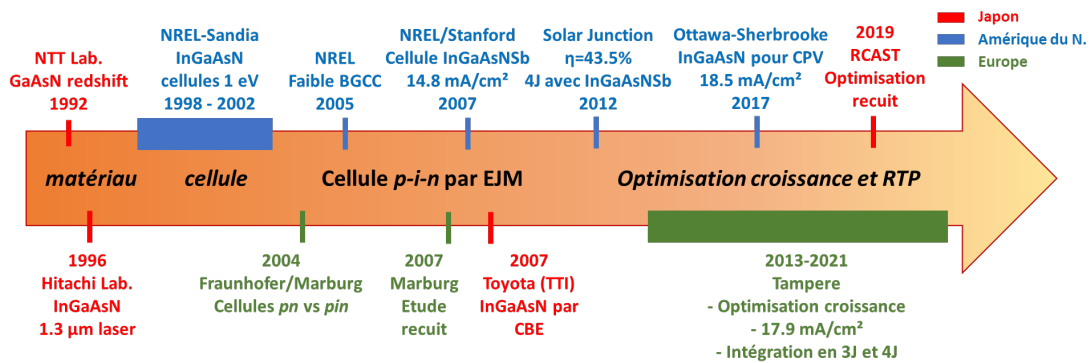 NTT Lab.
GaAsN redshift
1992
NREL-Sandia
InGaAsN
cellules 1 eV
1998 - 2002
NREL
Faible BGCC
2005
NREL/Stanford
Cellule InGaAsNSb
14.8 mA/cm²
2007
Solar Junction
η=43.5%
4J avec InGaAsNSb
2012
Ottawa-Sherbrooke
InGaAsN pour CPV
18.5 mA/cm²
2017
2019
RCAST
Optimisation
recuit
Japon
Amérique du N.
Europe
matériau
cellule
Cellule p-i-n par EJM
Optimisation croissance et RTP
1996
Hitachi Lab.
InGaAsN
1.3 µm laser
2004
Fraunhofer/Marburg
Cellules pn vs pin
2007
Marburg
Etude
recuit
2007
Toyota (TTI)
InGaAsN par
CBE
2013-2021
Tampere
- Optimisation croissance
- 17.9 mA/cm²
- Intégration en 3J et 4J